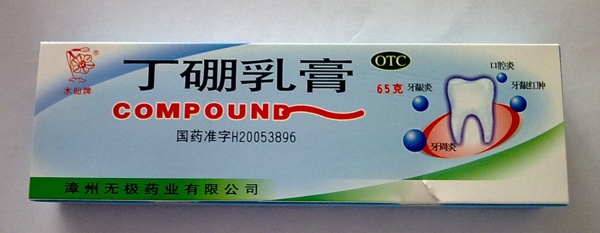 水仙牌
®
丁硼乳膏
OTC
COMPOUND
65克
国药准字H20053896
口腔炎
牙龈炎
牙龈红肿
牙周炎
漳州无极药业有限公司